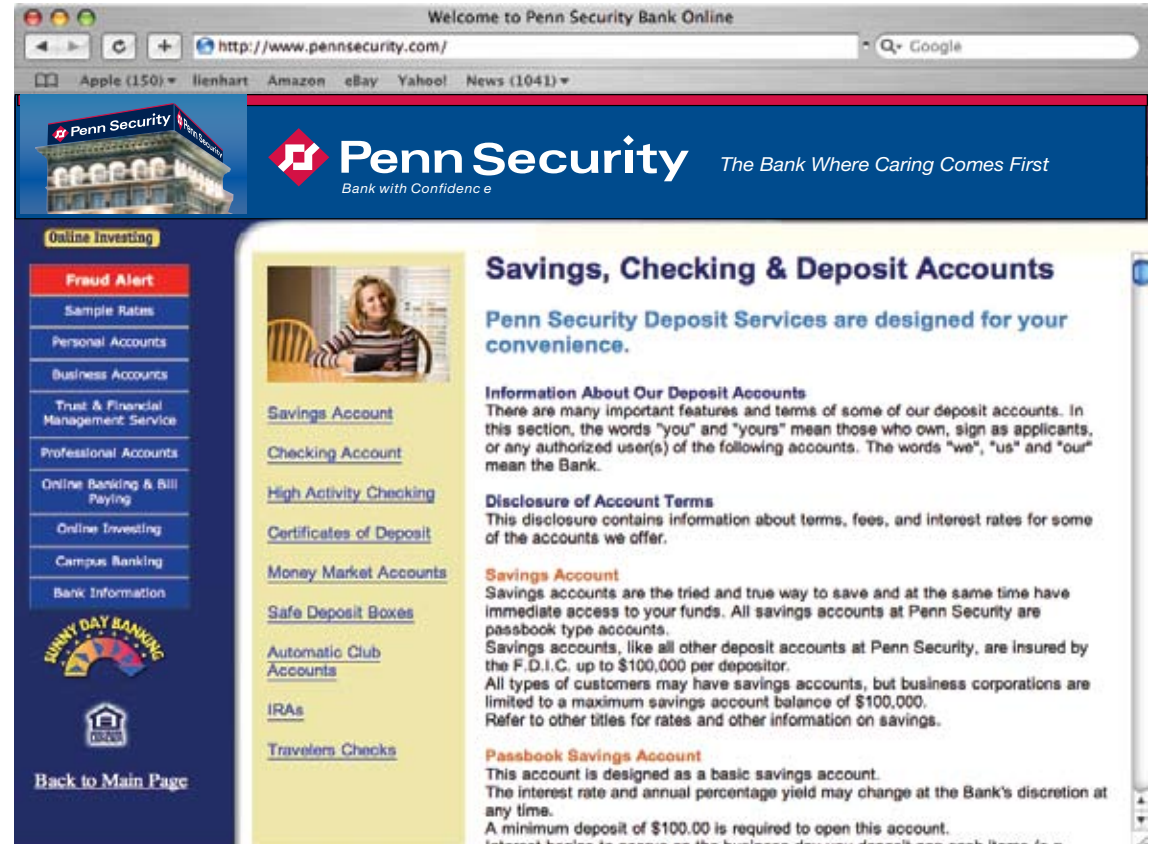 Welcome to Penn Security Bank Online
http://www.pennsecurity.com/
Google
Apple (150) lienhart Amazon eBay Yahoo! News (1041)
Penn Security
Penn Security
Penn Security
Bank with Confidenc e
The Bank Where Caring Comes First
Online Investing
Fraud Alert
Sample Rates
Personal Accounts
Business Accounts
Trust & Financial
Management Service
Professional Accounts
Online Banking & Bill
Paying
Online Investing
Campus Banking
Bank Information
SUNNY DAY BANKING
Back to Main Page
Savings Account
Checking Account
High Activity Checking
Certificates of Deposit
Money Market Accounts
Safe Deposit Boxes
Automatic Club
Accounts
IRAs
Travelers Checks
Savings, Checking & Deposit Accounts
Penn Security Deposit Services are designed for your
convenience.
Information About Our Deposit Accounts
There are many important features and terms of some of our deposit accounts. In
this section, the words "you" and "yours" mean those who own, sign as applicants,
or any authorized user(s) of the following accounts. The words "we", "us" and "our"
mean the Bank.
Disclosure of Account Terms
This disclosure contains information about terms, fees, and interest rates for some
of the accounts we offer.
Savings Account
Savings accounts are the tried and true way to save and at the same time have
immediate access to your funds. All savings accounts at Penn Security are
passbook type accounts.
Savings accounts, like all other deposit accounts at Penn Security, are insured by
the F.D.I.C. up to $100,000 per depositor.
All types of customers may have savings accounts, but business corporations are
limited to a maximum savings account balance of $100,000.
Refer to other titles for rates and other information on savings.
Passbook Savings Account
This account is designed as a basic savings account.
The interest rate and annual percentage yield may change at the Bank's discretion at
any time.
A minimum deposit of $100.00 is required to open this account.